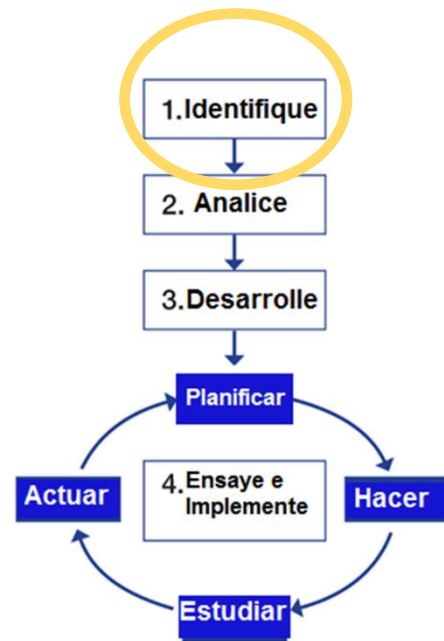 1.Identifique
2. Analice
3.Desarrolle
Planificar
Actuar
4. Ensaye e
Implemente
Hacer
Estudiar